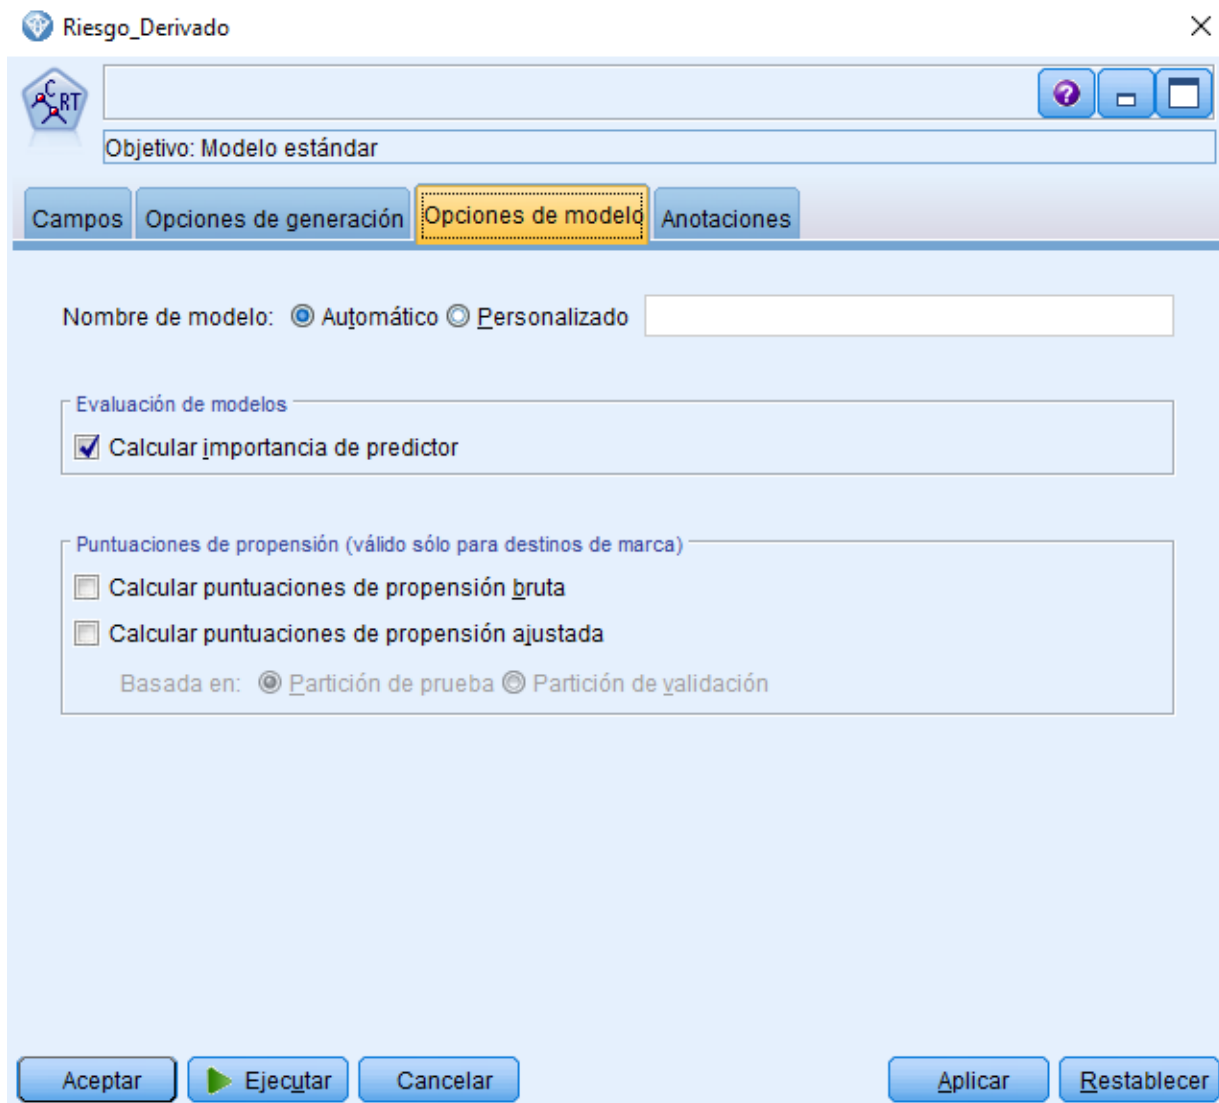 Riesgo_Derivado
C
A RT
Objetivo: Modelo estándar
Campos Opciones de generación Opciones de modelo Anotaciones
Nombre de modelo: Automático Personalizado
Evaluación de modelos
Calcular importancia de predictor
Puntuaciones de propensión (válido sólo para destinos de marca)
Calcular puntuaciones de propensión bruta
Calcular puntuaciones de propensión ajustada
Basada en: Partición de prueba Partición de validación
Aceptar Ejecutar Cancelar Aplicar Restablecer